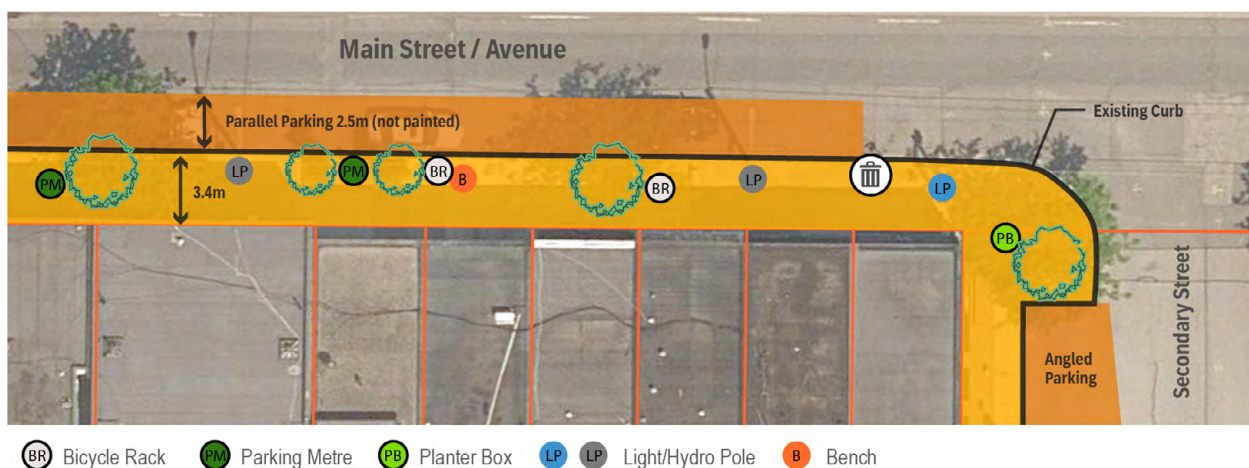 Main Street / Avenue
Parallel Parking 2.5m (not painted)
Existing Curb
PM
LP
PM
BR
B
BR
LP
LP
3.4m
PB
Angled
Parking
Secondary Street
BR Bicycle Rack PM Parking Metre PB Planter Box LP LP Light/Hydro Pole B Bench